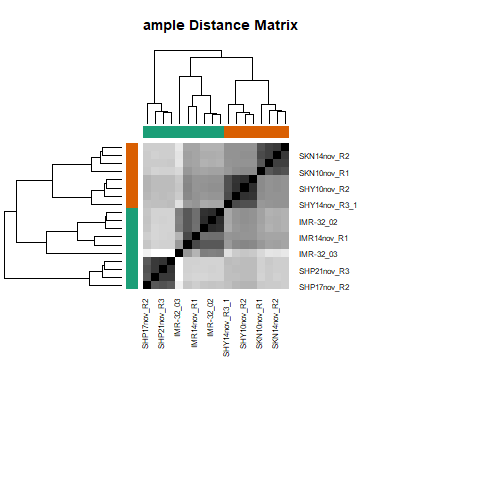 ample Distance Matrix
SKN14nov_R2
SKN10nov_R1
SHY10nov_R2
SHY14nov_R3_1
IMR-32_02
IMR14nov_R1
IMR-32_03
SHP21nov_R3
SHP17nov_R2
SHP17nov_R2
SHP21nov_R3
IMR-32_03
IMR14nov_R1
IMR-32_02
SHY14nov_R3_1
SHY10nov_R2
SKN10nov_R1
SKN14nov_R2